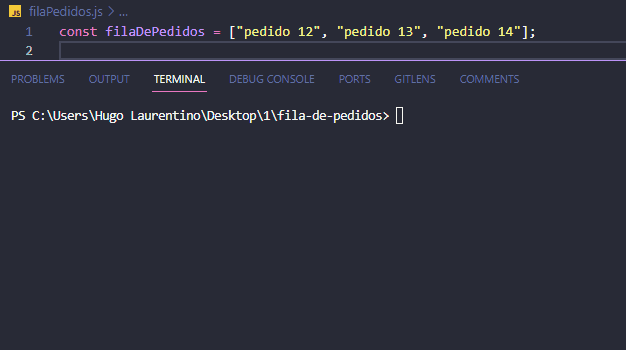 JS filaPedidos.js > ...
1 const filaDePedidos = ["pedido 12", "pedido 13", "pedido 14"];
2
PROBLEMS OUTPUT TERMINAL DEBUG CONSOLE PORTS GITLENS COMMENTS
PS C:\Users\Hugo Laurentino\Desktop\1\fila-de-pedidos>